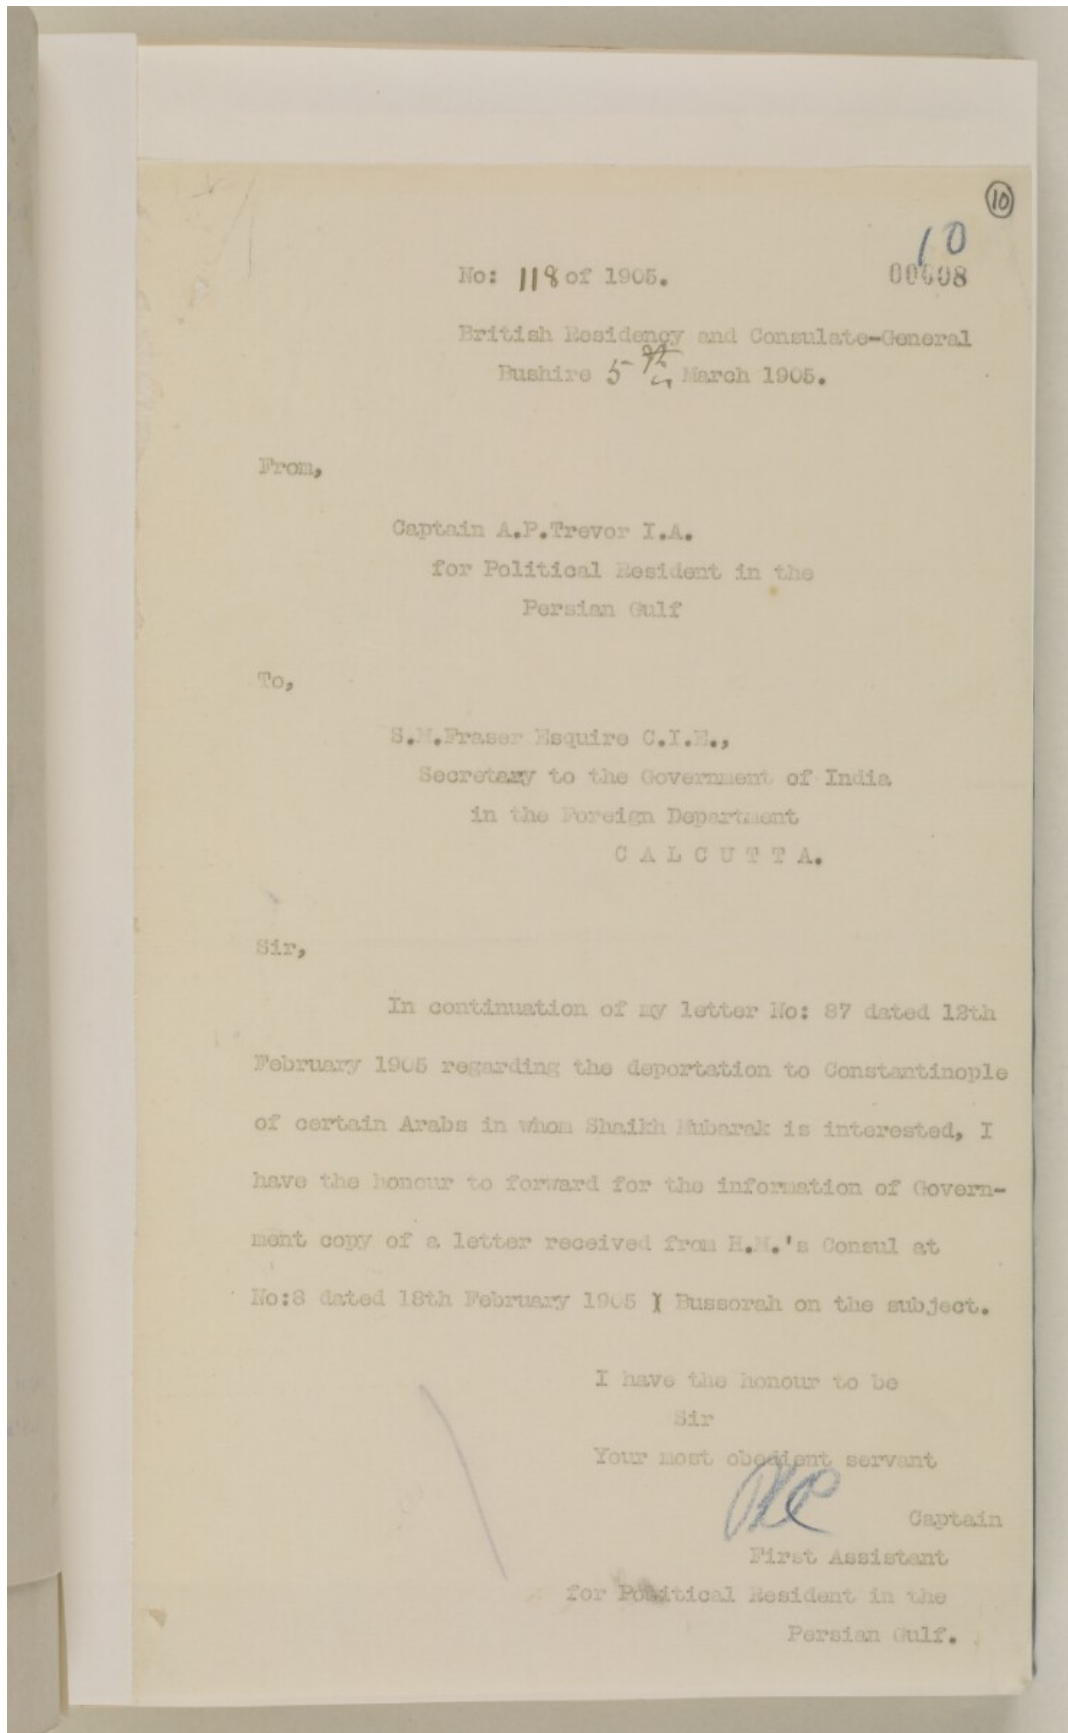 10
10
No: 118 of 1905.
00008
British Residency and Consulate-General
Bushire 5th March 1905.
From,
Captain A.P.Trevor I.A.
for Political Resident in the
Persian Gulf
To,
S.M.Fraser Esquire C.I.E.,
Secretary to the Government of India
in the Foreign Department
CALCUTTA.
Sir,
In continuation of my letter No: 87 dated 12th
February 1905 regarding the deportation to Constantinople
of certain Arabs in whom Shaikh Mubarak is interested, I
have the honour to forward for the information of Govern-
ment copy of a letter received from H.M.'s Consul at
No:8 dated 18th February 1905 ) Bussorah on the subject.
I have the honour to be
Sir
Your most obedient servant
Captain
First Assistant
for Political Resident in the
Persian Gulf.